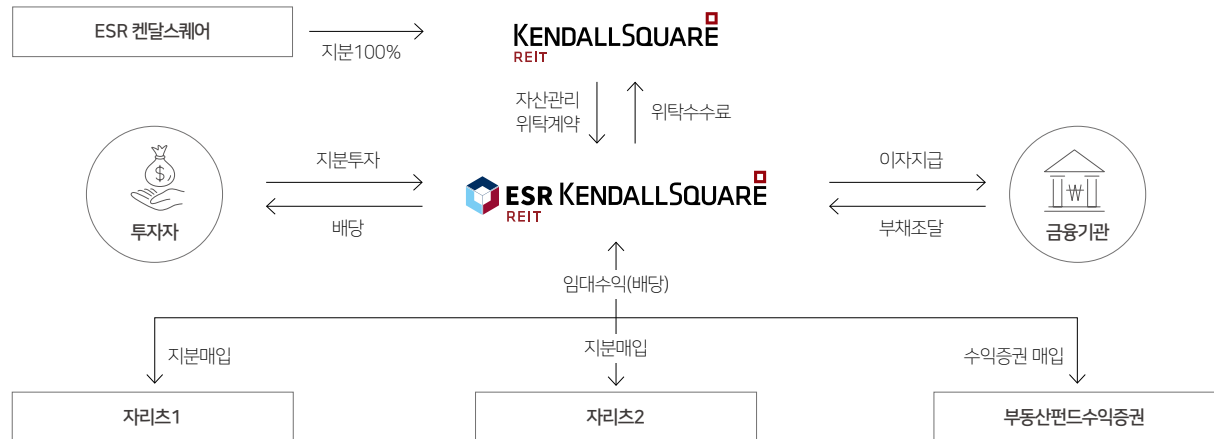 ESR 켄달스퀘어
지분100%
KENDALLSQUARE
REIT
자산관리
위탁계약
위탁수수료
지분투자
배당
$
투자자
ESR KENDALLSQUARE
REIT
이자지급
부채조달
₩
금융기관
임대수익(배당)
지분매입
지분매입
수익증권 매입
자리츠1
자리츠2
부동산펀드수익증권